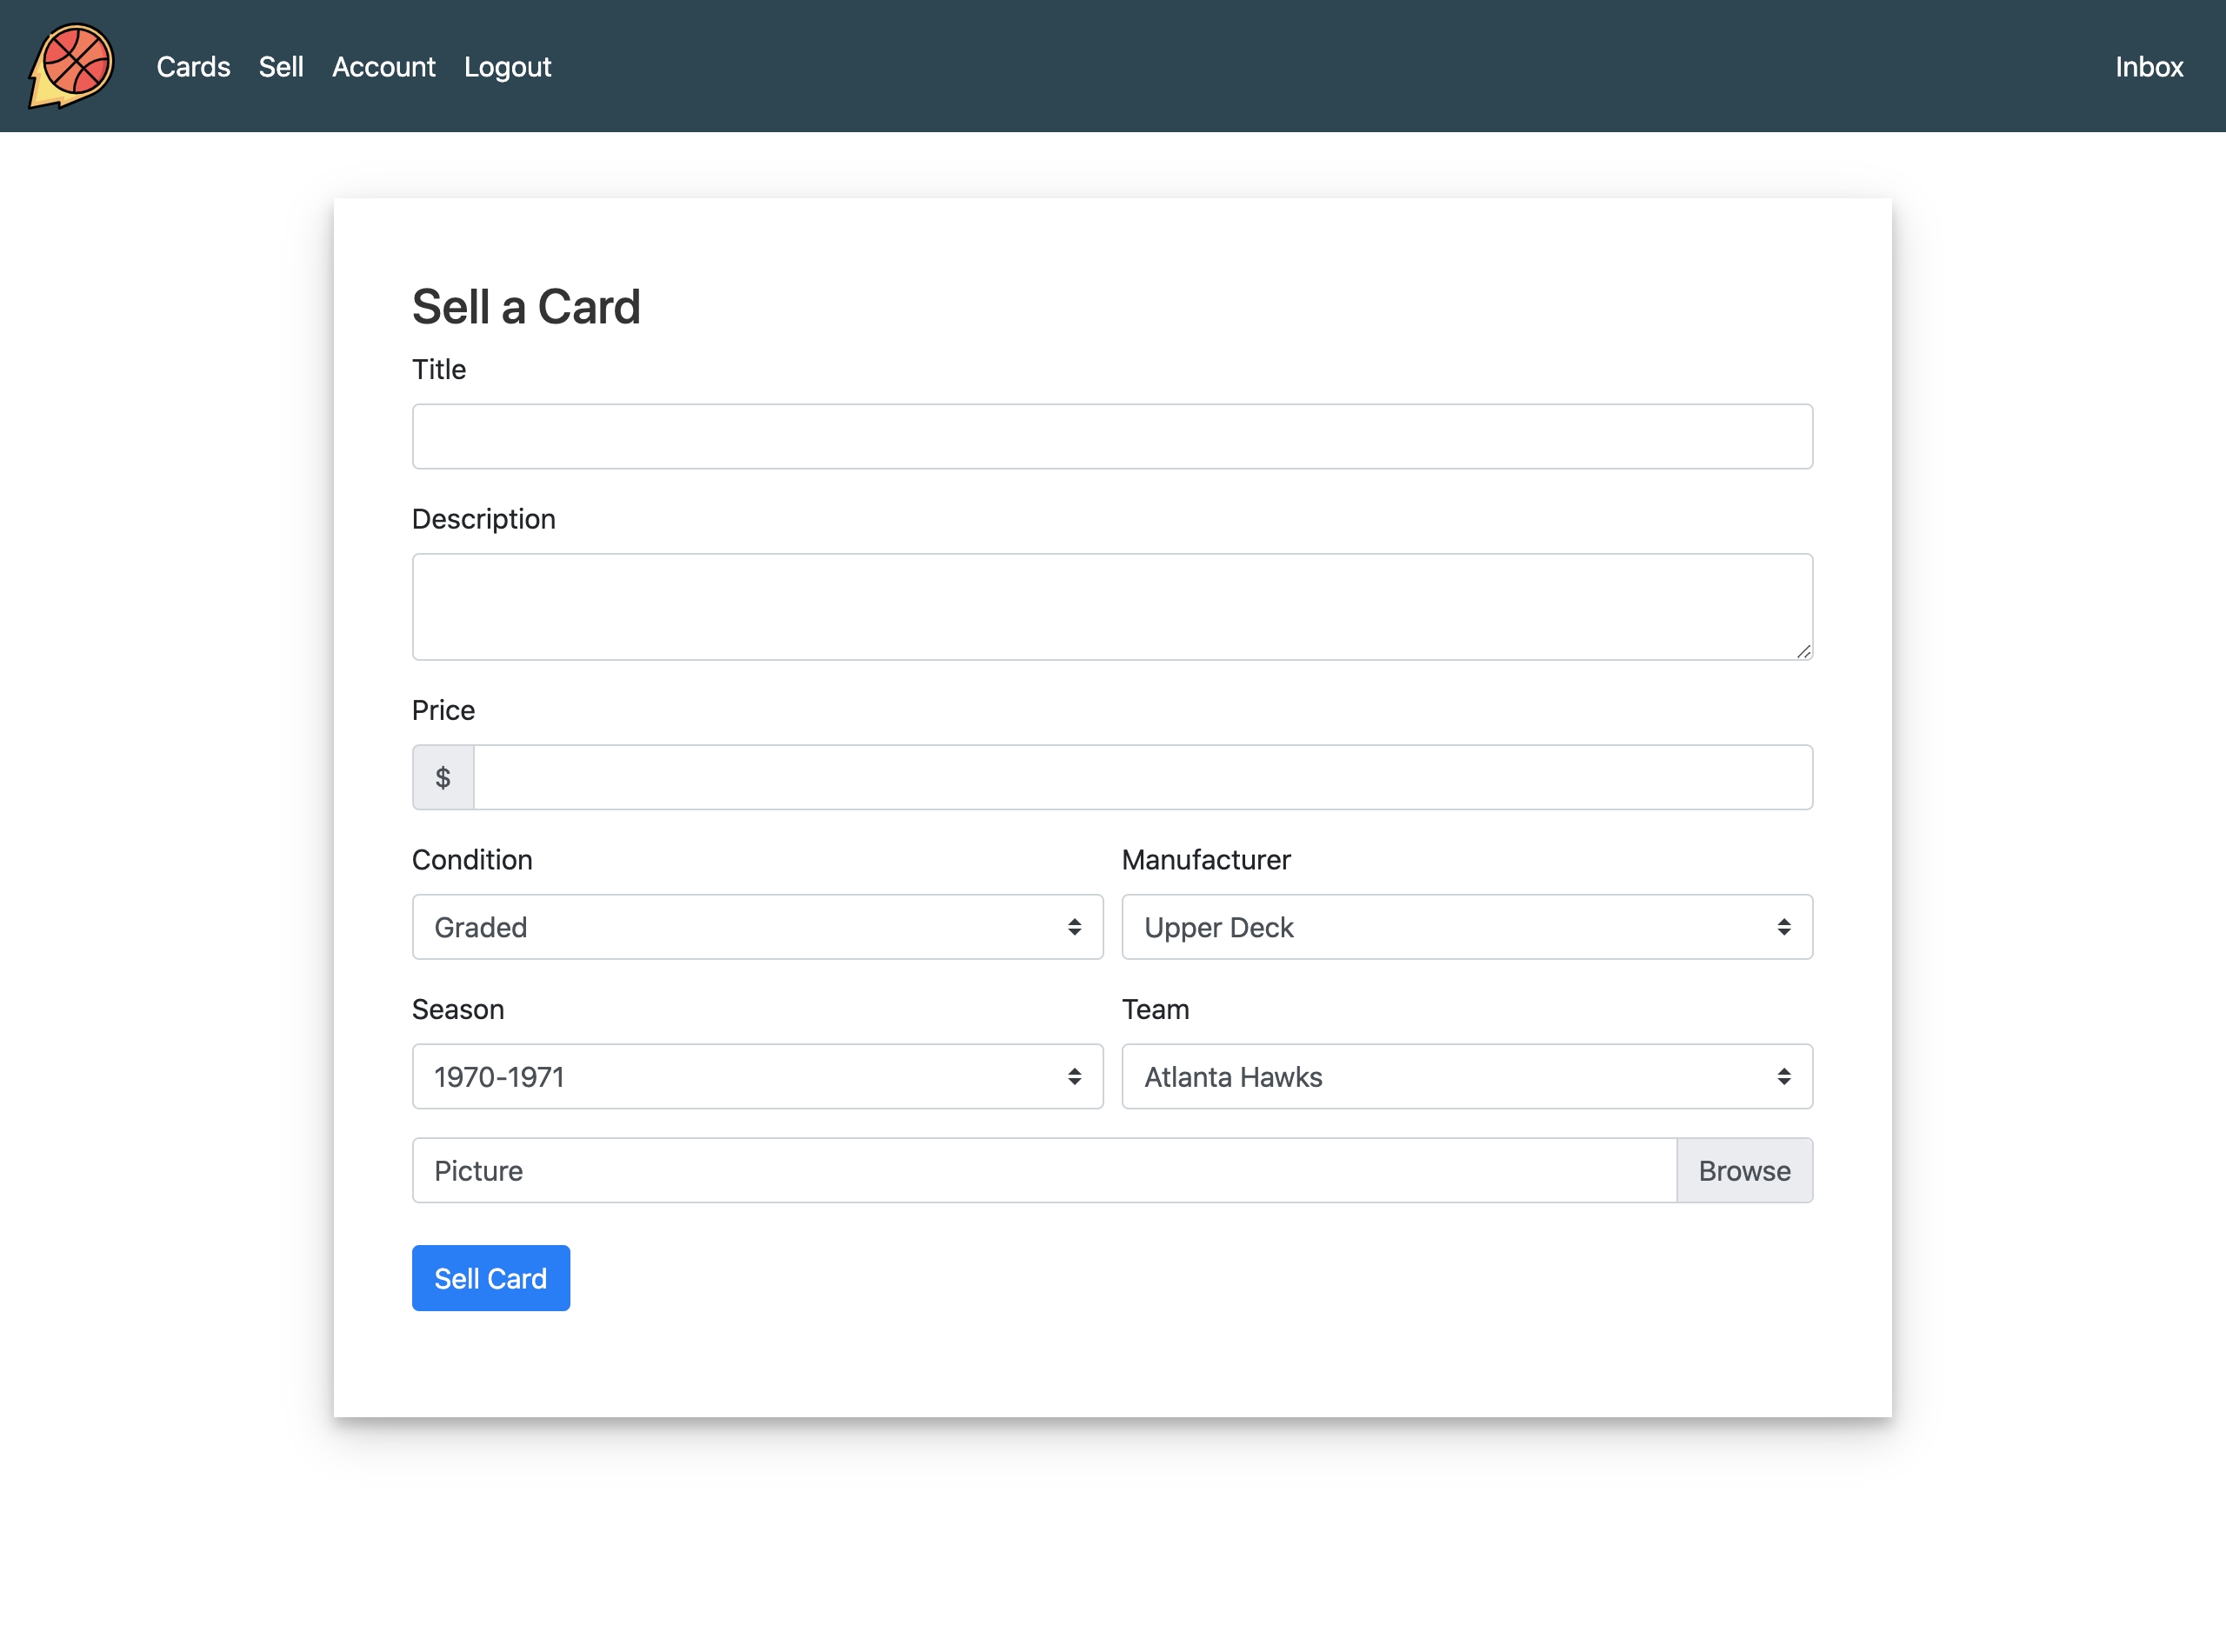 Cards Sell Account Logout Inbox
Sell a Card
Title
Description
Price
$
Condition Manufacturer
Graded Upper Deck
Season Team
1970-1971 Atlanta Hawks
Picture Browse
Sell Card